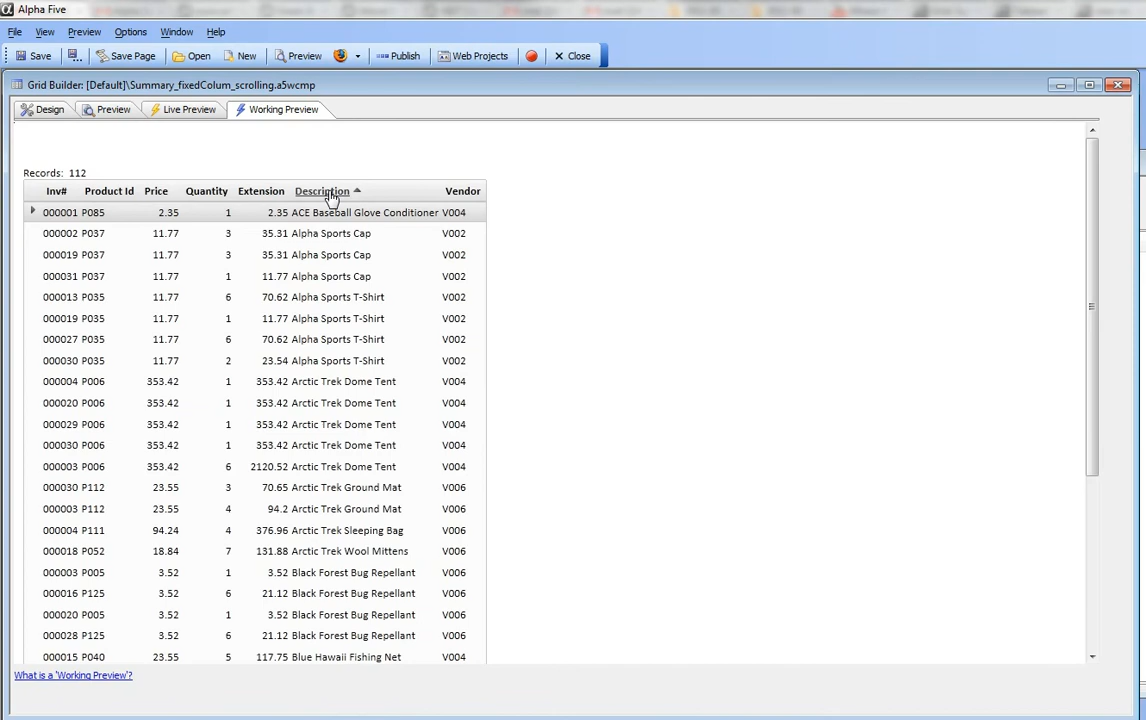 Alpha Five
File View Preview Options Window Help
Save Save Page Open New Preview Publish Web Projects Close
Grid Builder: [Default]\Summary_fixedColum_scrolling.a5wcmp
Design Preview Live Preview Working Preview
Records: 112
Inv# Product Id Price Quantity Extension Description Vendor
000001 P085 2.35 1 2.35 ACE Baseball Glove Conditioner V004
000002 P037 11.77 3 35.31 Alpha Sports Cap V002
000019 P037 11.77 3 35.31 Alpha Sports Cap V002
000031 P037 11.77 1 11.77 Alpha Sports Cap V002
000013 P035 11.77 6 70.62 Alpha Sports T-Shirt V002
000019 P035 11.77 1 11.77 Alpha Sports T-Shirt V002
000027 P035 11.77 6 70.62 Alpha Sports T-Shirt V002
000030 P035 11.77 2 23.54 Alpha Sports T-Shirt V002
000004 P006 353.42 1 353.42 Arctic Trek Dome Tent V004
000020 P006 353.42 1 353.42 Arctic Trek Dome Tent V004
000029 P006 353.42 1 353.42 Arctic Trek Dome Tent V004
000030 P006 353.42 1 353.42 Arctic Trek Dome Tent V004
000003 P006 353.42 6 2120.52 Arctic Trek Dome Tent V004
000030 P112 23.55 3 70.65 Arctic Trek Ground Mat V006
000003 P112 23.55 4 94.2 Arctic Trek Ground Mat V006
000004 P111 94.24 4 376.96 Arctic Trek Sleeping Bag V006
000018 P052 18.84 7 131.88 Arctic Trek Wool Mittens V006
000003 P005 3.52 1 3.52 Black Forest Bug Repellant V006
000016 P125 3.52 6 21.12 Black Forest Bug Repellant V006
000020 P005 3.52 1 3.52 Black Forest Bug Repellant V006
000028 P125 3.52 6 21.12 Black Forest Bug Repellant V006
000015 P040 23.55 5 117.75 Blue Hawaii Fishing Net V004
What is a 'Working Preview'?